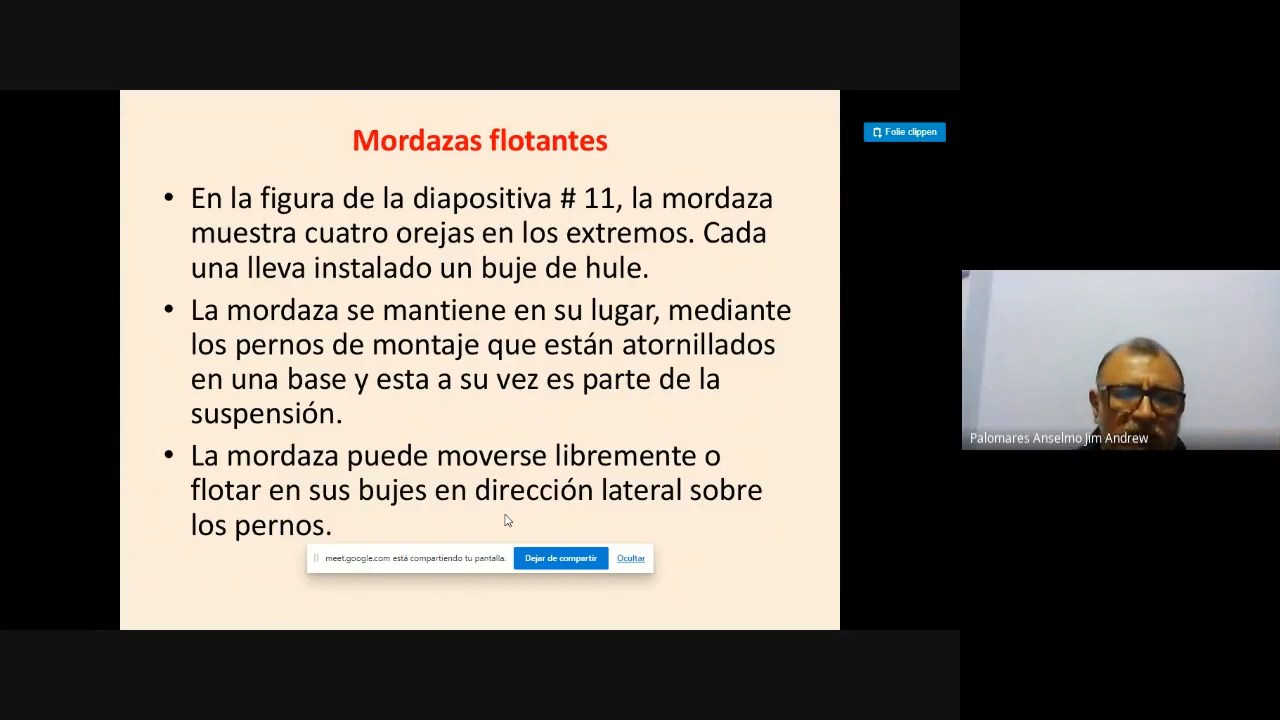 Mordazas flotantes
Folie clippen
• En la figura de la diapositiva # 11, la mordaza
muestra cuatro orejas en los extremos. Cada
una lleva instalado un buje de hule.
• La mordaza se mantiene en su lugar, mediante
los pernos de montaje que están atornillados
en una base y esta a su vez es parte de la
suspensión.
• La mordaza puede moverse libremente o
flotar en sus bujes en dirección lateral sobre
los pernos.
meet.google.com está compartiendo tu pantalla. Dejar de compartir Ocultar
Palomares Anselmo Jim Andrew